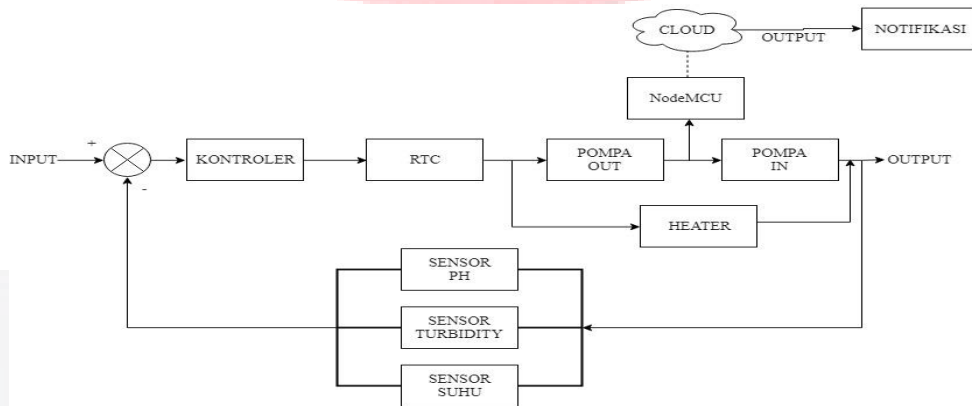 CLOUD
OUTPUT
NOTIFIKASI
NodeMCU
INPUT
+
-
KONTROLER
RTC
POMPA
OUT
POMPA
IN
OUTPUT
HEATER
SENSOR
PH
SENSOR
TURBIDITY
SENSOR
SUHU